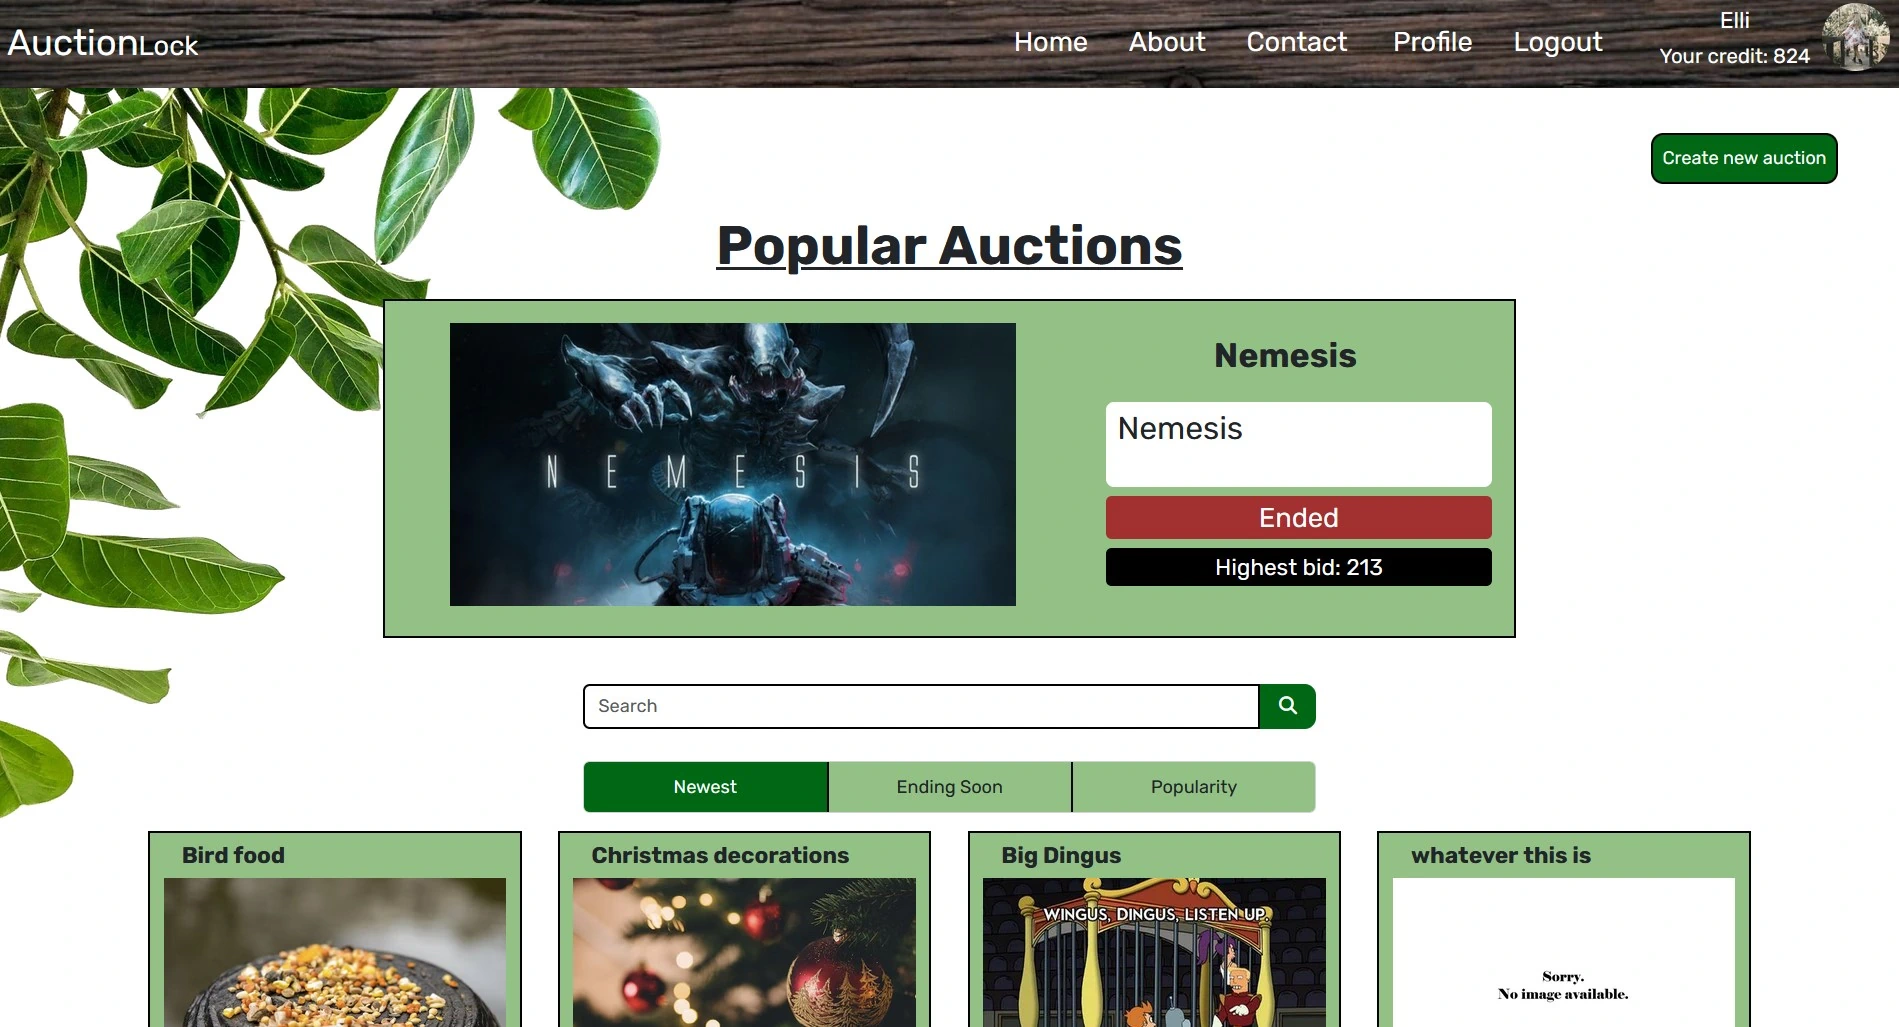 AuctionLock
Home About Contact Profile Logout
Elli
Your credit: 824
Create new auction
Popular Auctions
NEMESIS
Nemesis
Nemesis
Ended
Highest bid: 213
Search
Newest Ending Soon Popularity
Bird food
Christmas decorations
Big Dingus
WINGUS, DINGUS, LISTEN UP.
whatever this is
Sorry.
No image available.